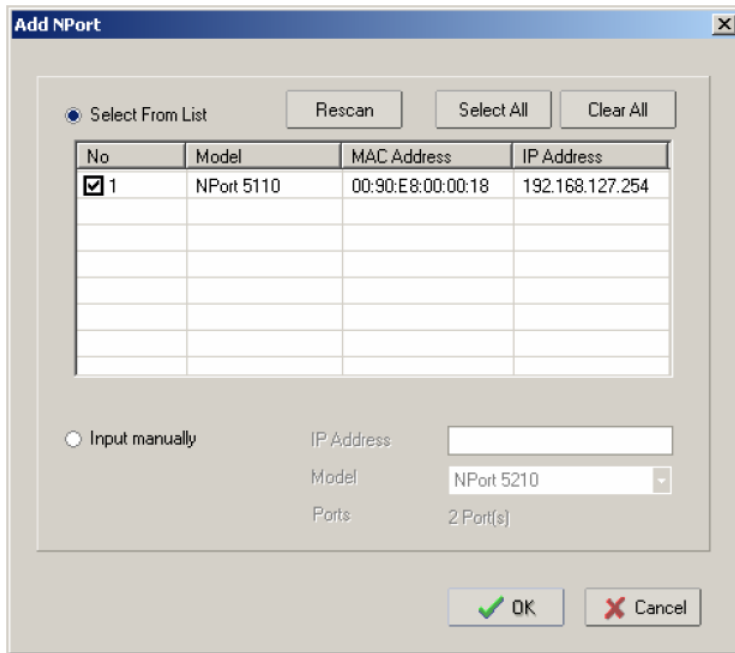 Add NPort
Select From List Rescan Select All Clear All
No Model MAC Address IP Address
1 NPort 5110 00:90:E8:00:00:18 192.168.127.254
Input manually IP Address
Model NPort 5210
Ports 2 Port(s)
OK Cancel